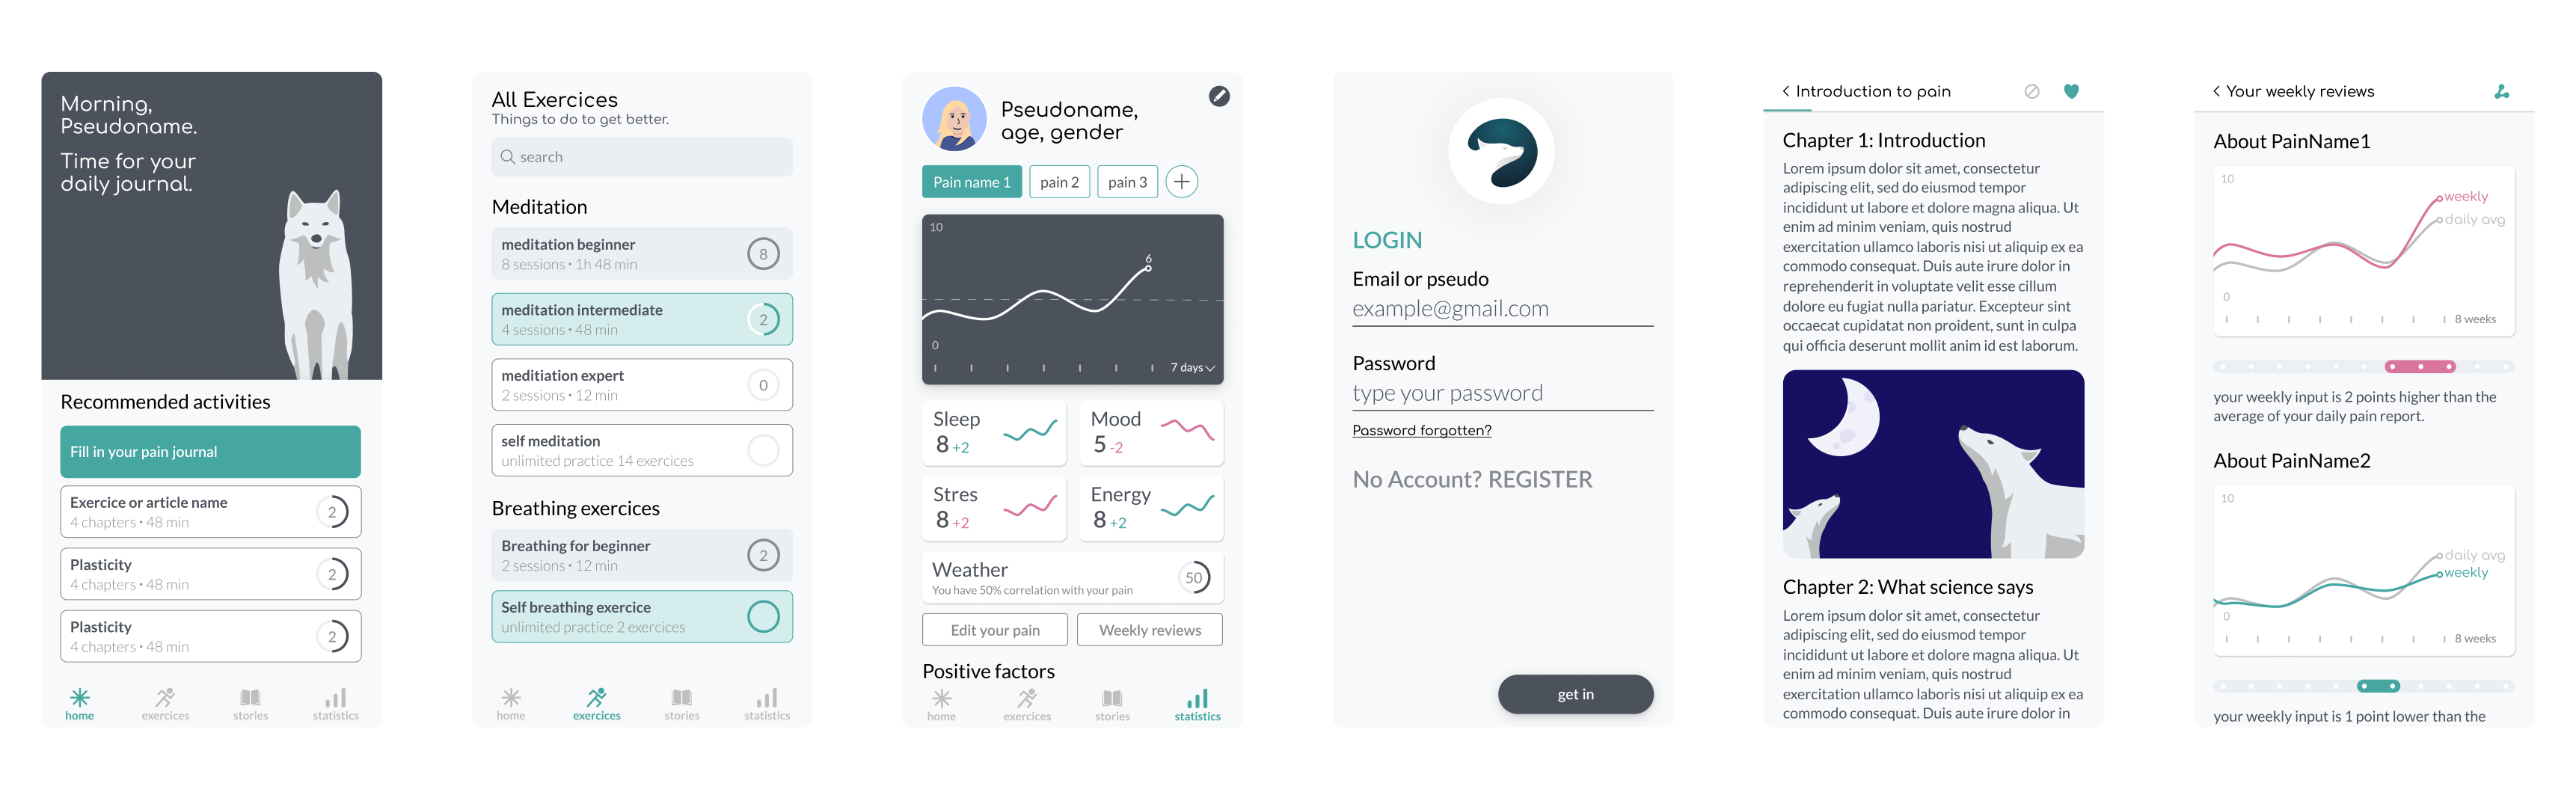 Morning,
Pseudoname.
Time for your
daily journal.
Recommended activities
Fill in your pain journal
Exercice or article name
4 chapters • 48 min
2
Plasticity
4 chapters • 48 min
2
Plasticity
4 chapters • 48 min
2
home
exercices
stories
statistics
All Exercices
Things to do to get better.
search
Meditation
meditation beginner
8 sessions • 1h 48 min
8
meditation intermediate
4 sessions • 48 min
2
meditiation expert
2 sessions • 12 min
0
self meditation
unlimited practice 14 exercices
Breathing exercices
Breathing for beginner
2 sessions • 12 min
2
Self breathing exercice
unlimited practice 2 exercices
home
exercices
stories
statistics
Pseudoname,
age, gender
Pain name 1
pain 2
pain 3
10
6
0
7 days
Sleep
8 +2
Mood
5 -2
Stres
8 +2
Energy
8 +2
Weather
You have 50% correlation with your pain
50
Edit your pain
Weekly reviews
Positive factors
home
exercices
stories
statistics
LOGIN
Email or pseudo
example@gmail.com
Password
type your password
Password forgotten?
No Account? REGISTER
get in
Introduction to pain
Chapter 1: Introduction
Lorem ipsum dolor sit amet, consectetur
adipiscing elit, sed do eiusmod tempor
incididunt ut labore et dolore magna aliqua. Ut
enim ad minim veniam, quis nostrud
exercitation ullamco laboris nisi ut aliquip ex ea
commodo consequat. Duis aute irure dolor in
reprehenderit in voluptate velit esse cillum
dolore eu fugiat nulla pariatur. Excepteur sint
occaecat cupidatat non proident, sunt in culpa
qui officia deserunt mollit anim id est laborum.
Chapter 2: What science says
Lorem ipsum dolor sit amet, consectetur
adipiscing elit, sed do eiusmod tempor
incididunt ut labore et dolore magna aliqua. Ut
enim ad minim veniam, quis nostrud
exercitation ullamco laboris nisi ut aliquip ex ea
commodo consequat. Duis aute irure dolor in
Your weekly reviews
About PainName1
10
weekly
daily avg
0
8 weeks
your weekly input is 2 points higher than the
average of your daily pain report.
About PainName2
10
daily avg
weekly
0
8 weeks
your weekly input is 1 point lower than the